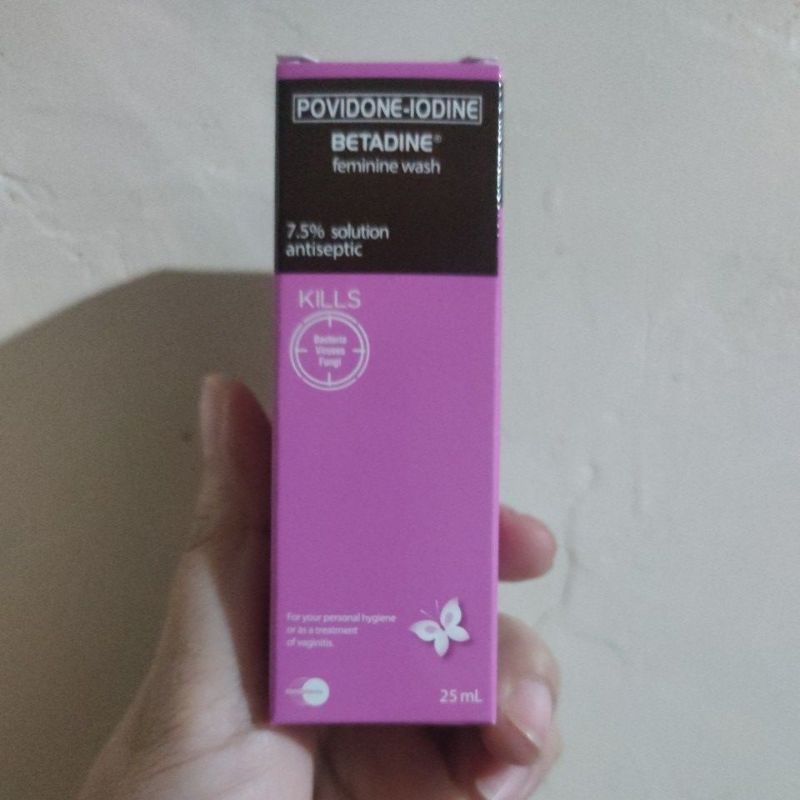 POVIDONE-IODINE
BETADINE®
feminine wash
7.5% solution
antiseptic
KILLS
Bacteria
Viruses
Fungi
For your personal hygiene
or as a treatment
of vaginitis.
25 mL